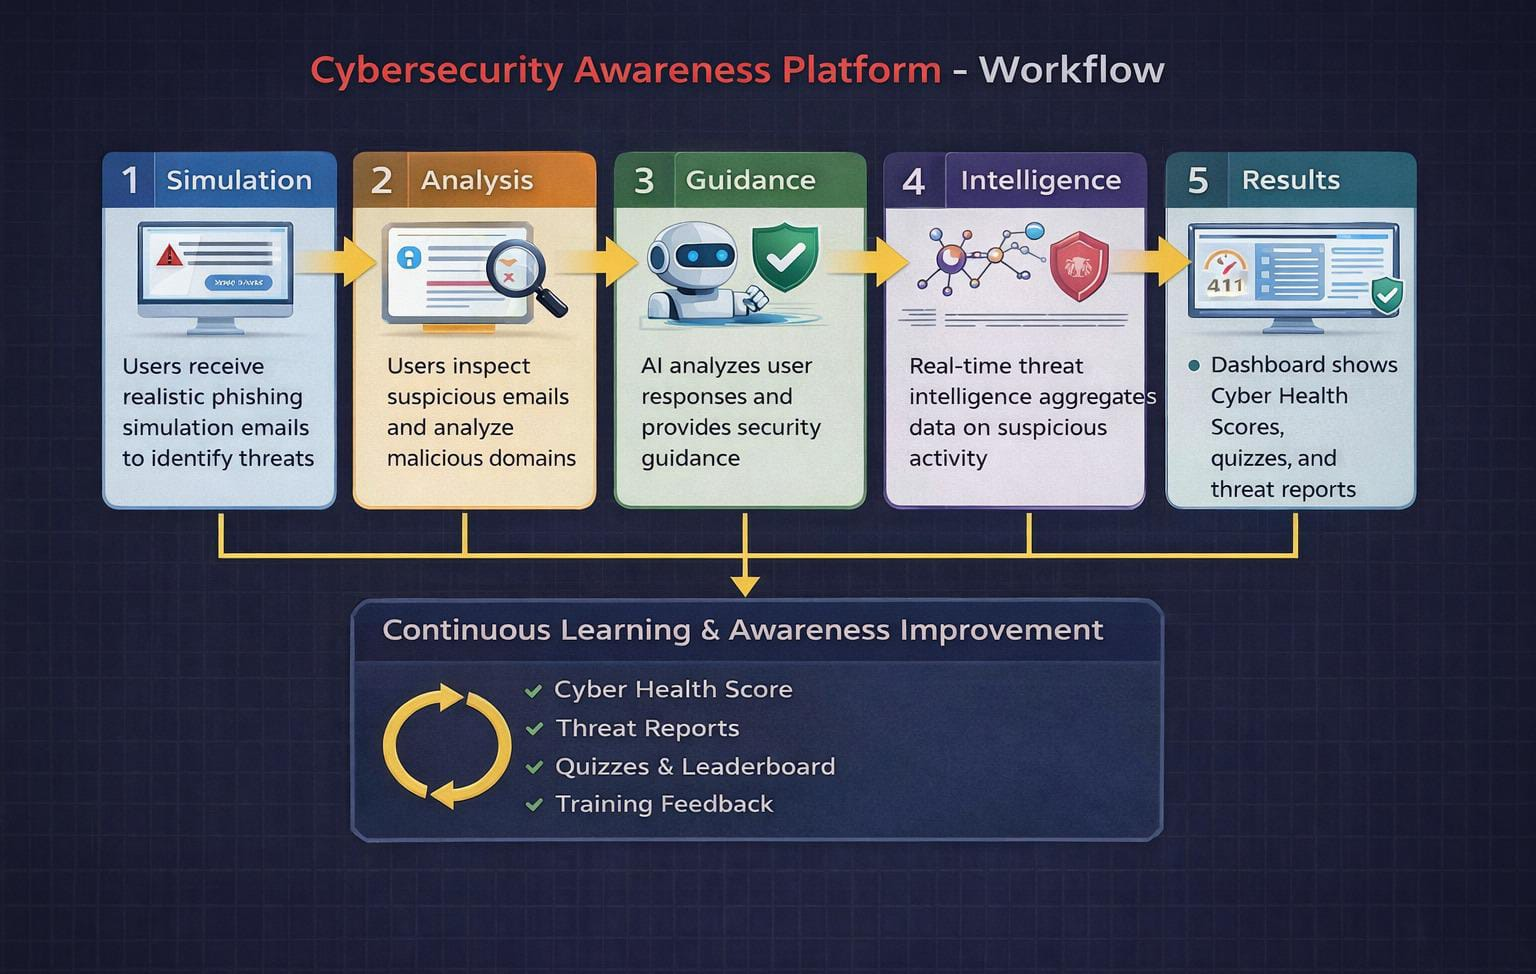 Cybersecurity Awareness Platform - Workflow
1 Simulation
Users receive
realistic phishing
simulation emails
to identify threats
2 Analysis
Users inspect
suspicious emails
and analyze
malicious domains
3 Guidance
AI analyzes user
responses and
provides security
guidance
4 Intelligence
Real-time threat
intelligence aggregates
data on suspicious
activity
5 Results
411
• Dashboard shows
Cyber Health
Scores,
quizzes, and
threat reports
Continuous Learning & Awareness Improvement
✓ Cyber Health Score
✓ Threat Reports
✓ Quizzes & Leaderboard
✓ Training Feedback